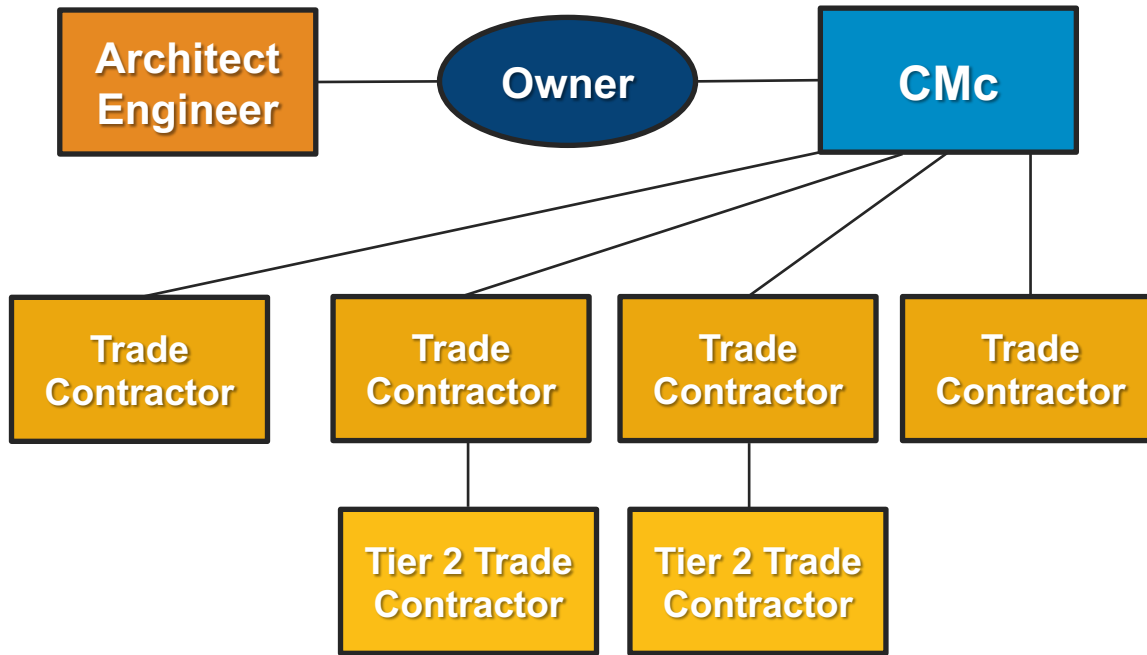 Architect
Engineer
Owner
CMc
Trade
Contractor
Trade
Contractor
Trade
Contractor
Trade
Contractor
Tier 2 Trade
Contractor
Tier 2 Trade
Contractor